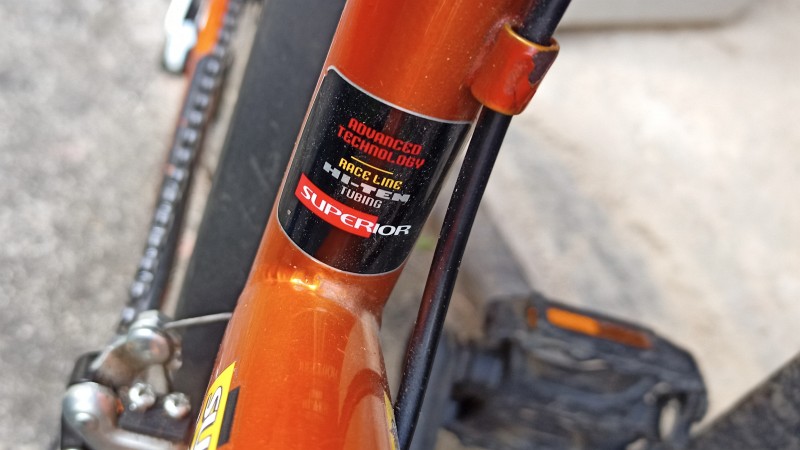 ADVANCED
TECHNOLOGY
RACE LINE
HI-TEN
TUBING
SUPERIOR